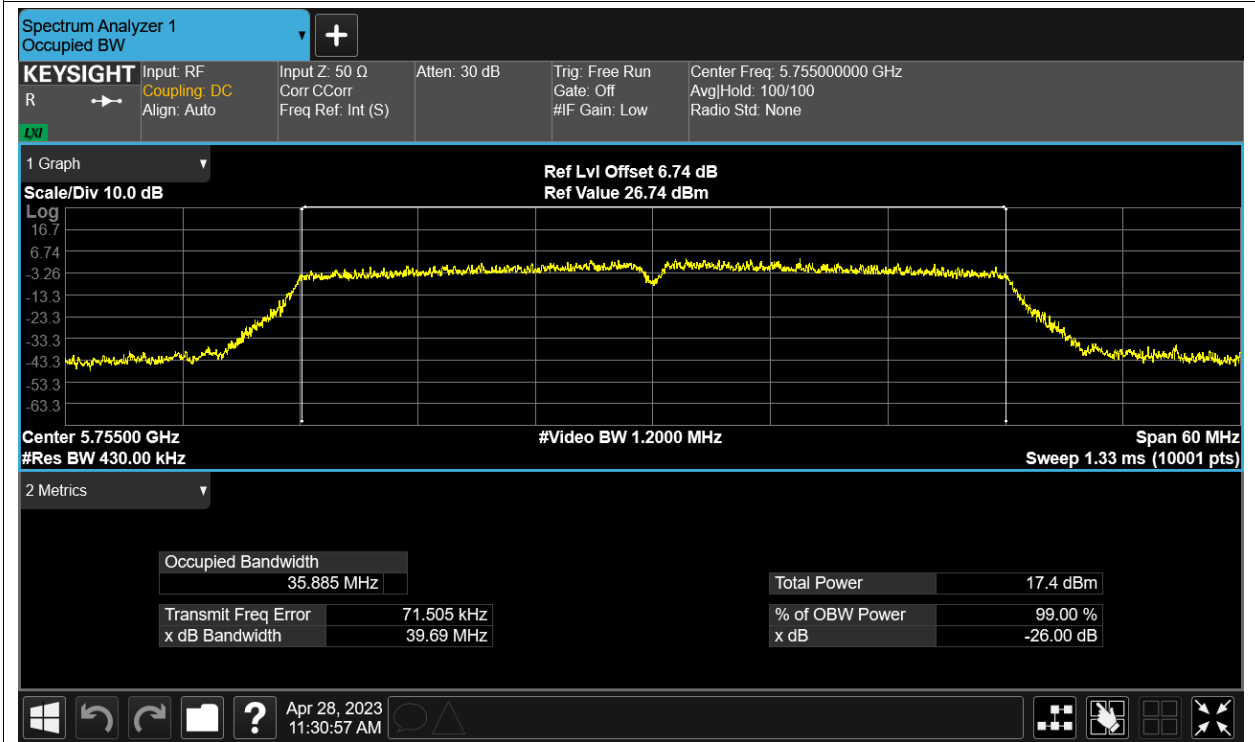 Spectrum Analyzer 1
Occupied BW
KEYSIGHT
R
LXI
Input: RF
Coupling: DC
Align: Auto
Input Z: 50 Ω
Corr CCorr
Freq Ref: Int (S)
Atten: 30 dB
Trig: Free Run
Gate: Off
#IF Gain: Low
Center Freq: 5.755000000 GHz
Avg|Hold: 100/100
Radio Std: None
1 Graph
Scale/Div 10.0 dB
Ref Lvl Offset 6.74 dB
Ref Value 26.74 dBm
Log
16.7
6.74
-3.26
-13.3
-23.3
-33.3
-43.3
-53.3
-63.3
Center 5.75500 GHz
#Video BW 1.2000 MHz
Span 60 MHz
#Res BW 430.00 kHz
Sweep 1.33 ms (10001 pts)
2 Metrics
Occupied Bandwidth
35.885 MHz
Total Power 17.4 dBm
Transmit Freq Error 71.505 kHz
% of OBW Power 99.00 %
x dB Bandwidth 39.69 MHz
x dB -26.00 dB
?
Apr 28, 2023
11:30:57 AM